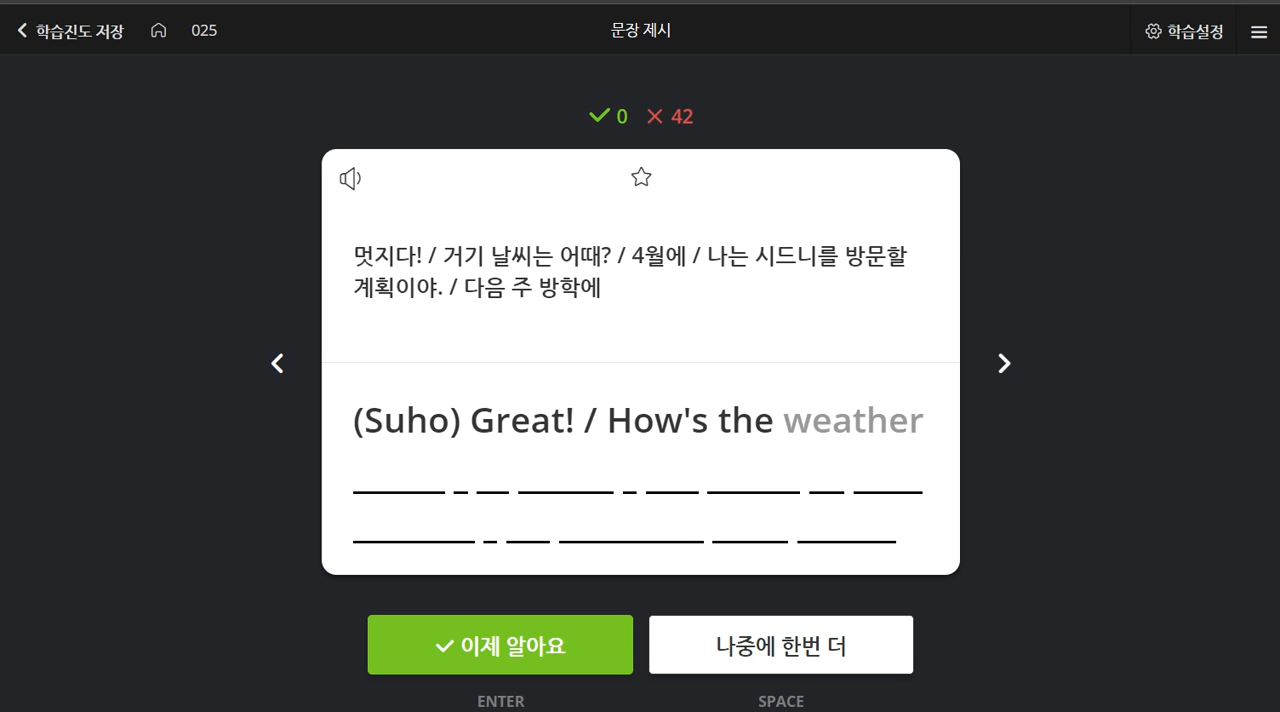 학습진도 저장 025 문장 제시 학습설정
0 42
멋지다! / 거기 날씨는 어때? / 4월에 / 나는 시드니를 방문할
계획이야. / 다음 주 방학에
(Suho) Great! / How's the weather
이제 알아요 나중에 한번 더
ENTER SPACE